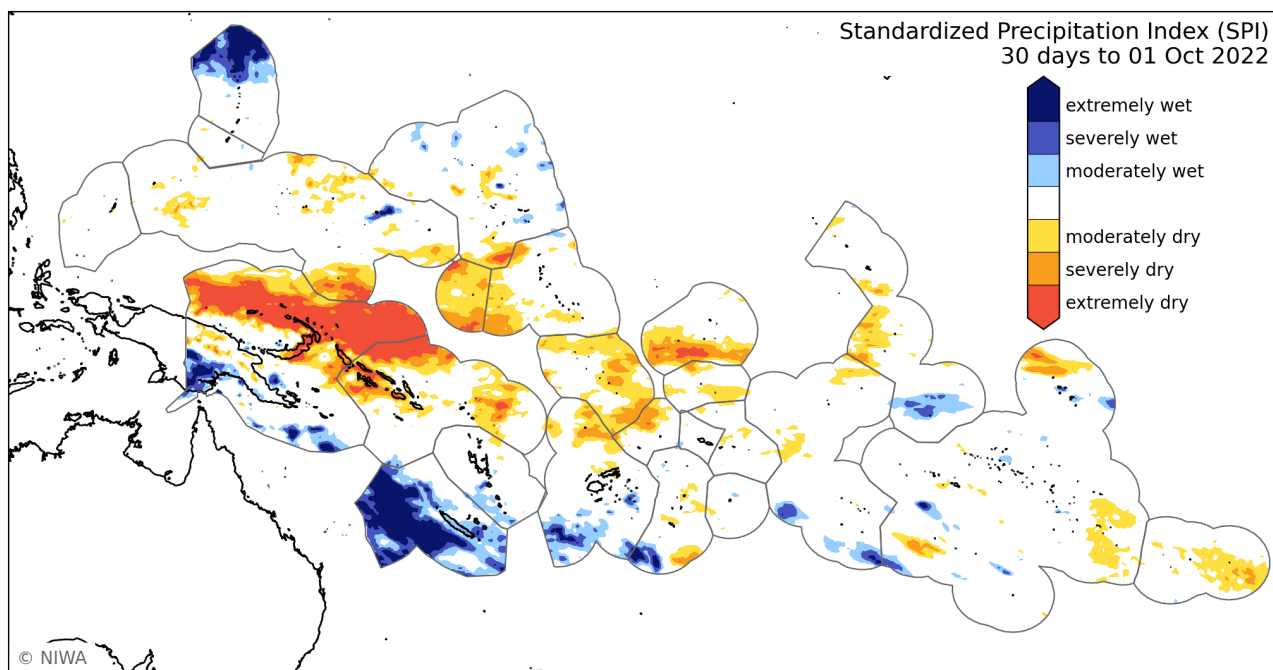 Standardized Precipitation Index (SPI)
30 days to 01 Oct 2022
extremely wet
severely wet
moderately wet
moderately dry
severely dry
extremely dry
© NIWA